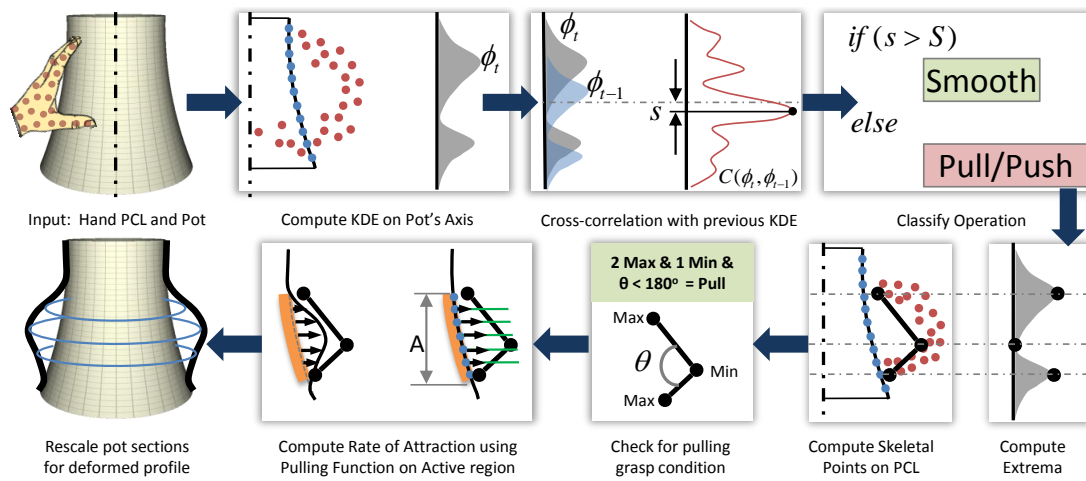 ϕt
ϕt
ϕt−1
s
C(ϕt,ϕt−1)
if (s > S)
Smooth
else
Pull/Push
Input: Hand PCL and Pot
Compute KDE on Pot's Axis
Cross-correlation with previous KDE
Classify Operation
A
2 Max & 1 Min &
θ < 180° = Pull
Max
θ
Min
Max
Rescale pot sections
for deformed profile
Compute Rate of Attraction using
Pulling Function on Active region
Check for pulling
grasp condition
Compute Skeletal
Points on PCL
Compute
Extrema